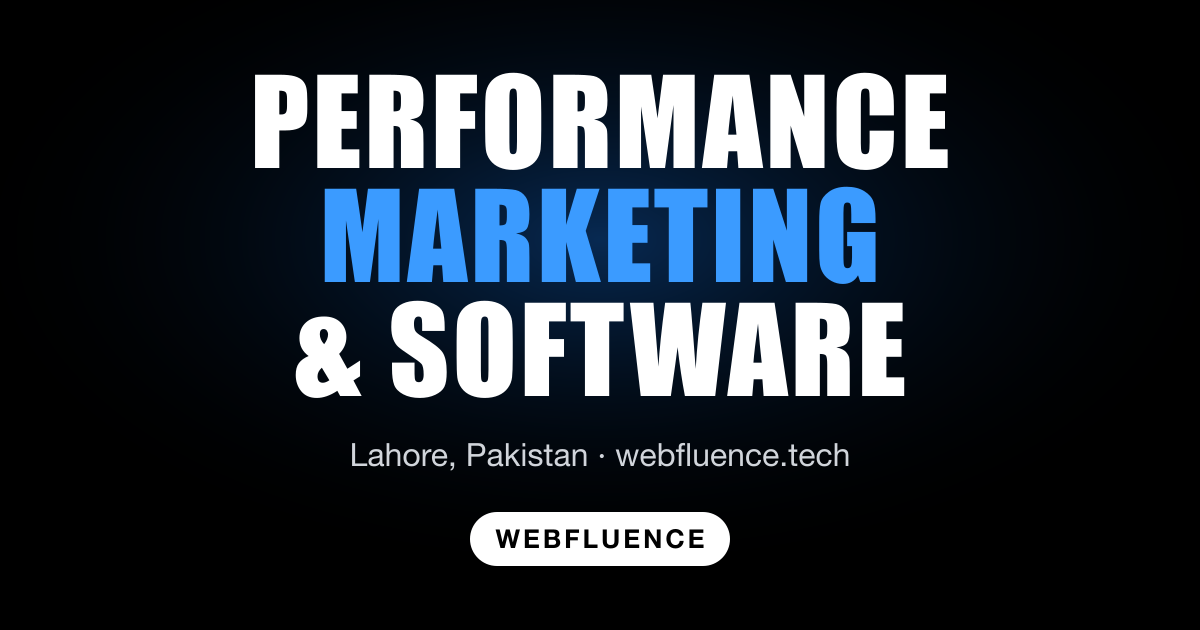 PERFORMANCE
MARKETING
& SOFTWARE
Lahore, Pakistan · webfluence.tech
WEBFLUENCE